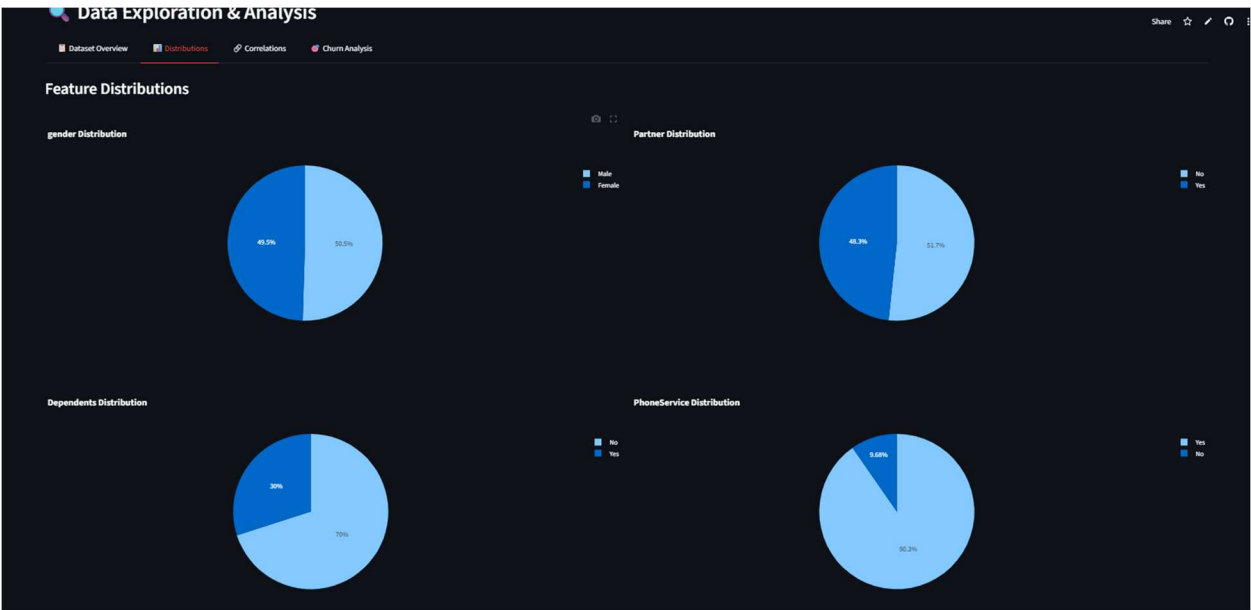 Data Exploration & Analysis
Share
Dataset Overview Distributions Correlations Churn Analysis
Feature Distributions
gender Distribution
Male
Female
49.5%
50.5%
Partner Distribution
No
Yes
48.3%
51.7%
Dependents Distribution
No
Yes
30%
70%
PhoneService Distribution
Yes
No
9.68%
90.3%